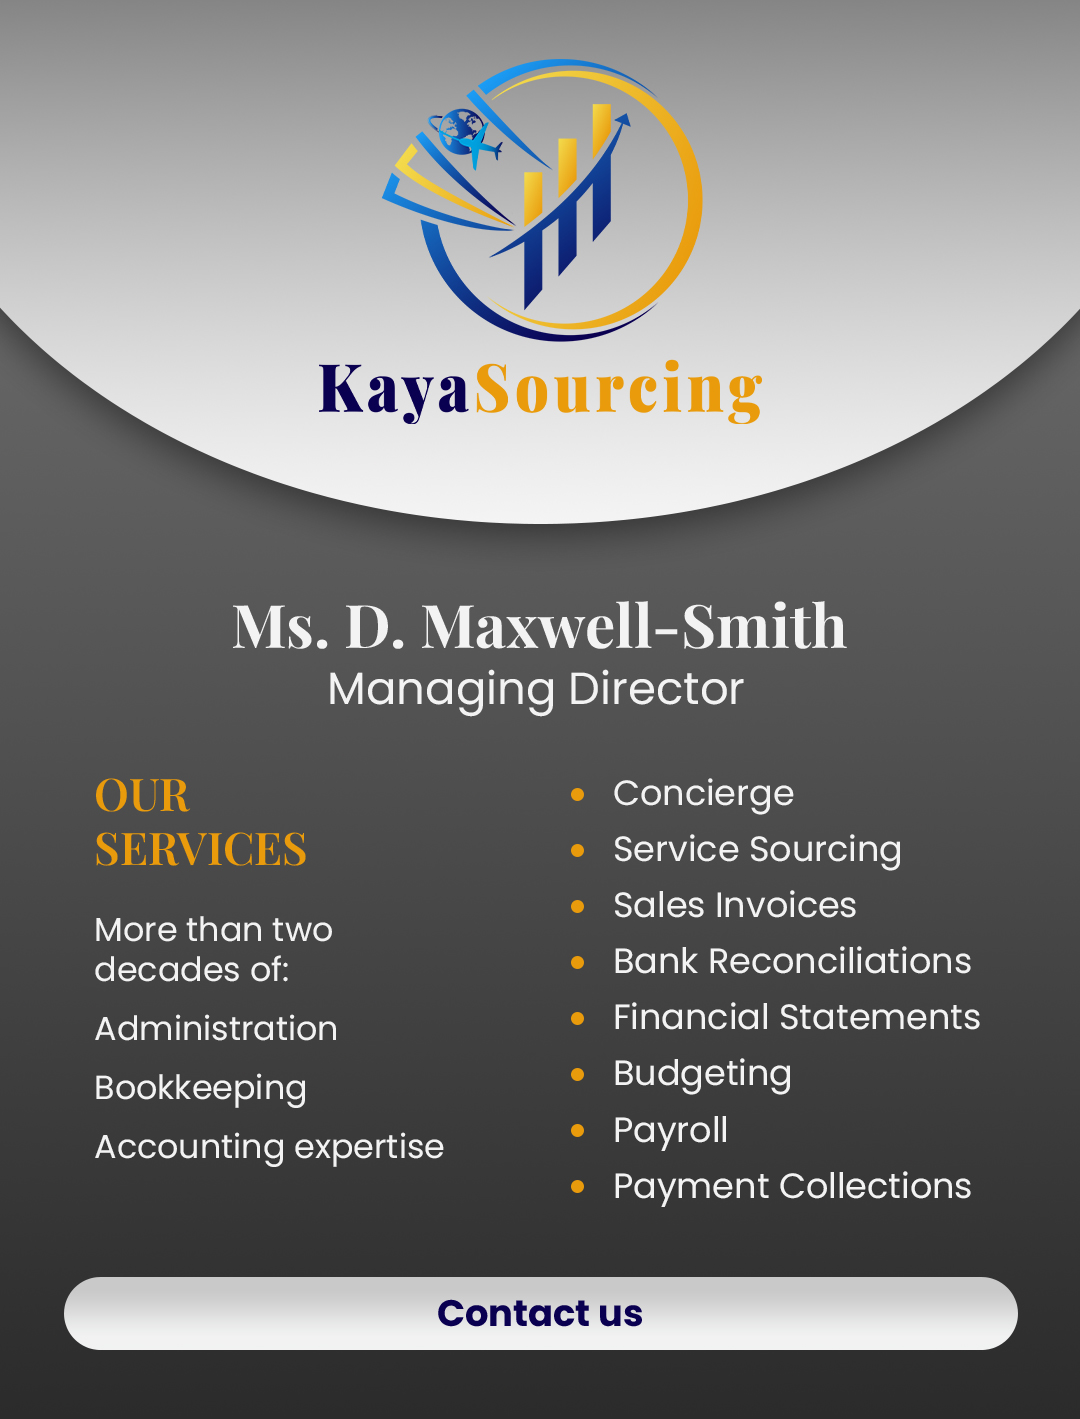 KayaSourcing
Ms. D. Maxwell-Smith
Managing Director
OUR
SERVICES
More than two
decades of:
Administration
Bookkeeping
Accounting expertise
Concierge
Service Sourcing
Sales Invoices
Bank Reconciliations
Financial Statements
Budgeting
Payroll
Payment Collections
Contact us